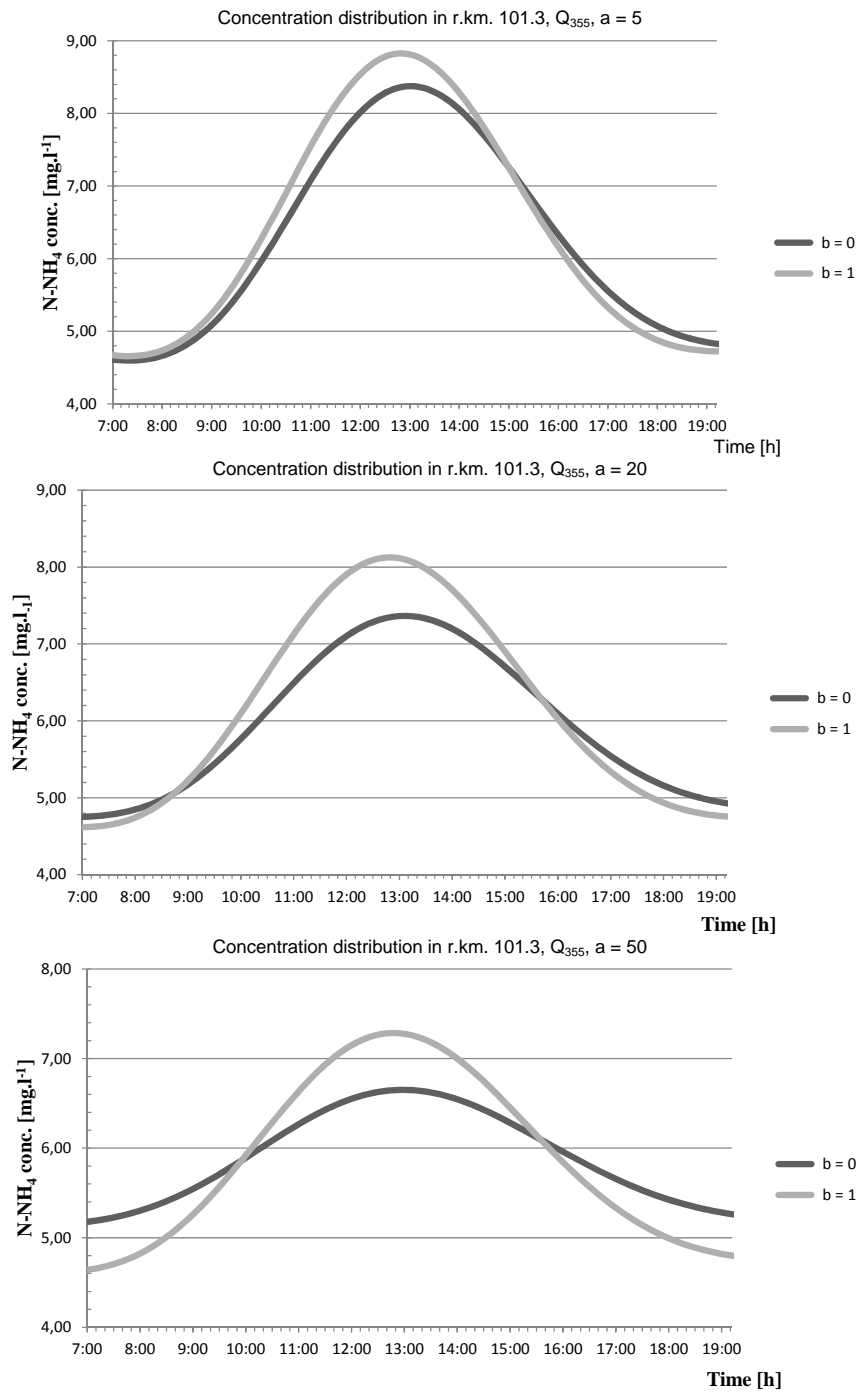 Concentration distribution in r.km. 101.3, Q₃₅₅, a = 5
9,00
8,00
7,00
6,00
5,00
4,00
N-NH₄ conc. [mg.l⁻¹]
7:00 8:00 9:00 10:00 11:00 12:00 13:00 14:00 15:00 16:00 17:00 18:00 19:00
Time [h]
b = 0
b = 1
Concentration distribution in r.km. 101.3, Q₃₅₅, a = 20
9,00
8,00
7,00
6,00
5,00
4,00
N-NH₄ conc. [mg.l₋₁]
7:00 8:00 9:00 10:00 11:00 12:00 13:00 14:00 15:00 16:00 17:00 18:00 19:00
Time [h]
b = 0
b = 1
Concentration distribution in r.km. 101.3, Q₃₅₅, a = 50
8,00
7,00
6,00
5,00
4,00
N-NH₄ conc. [mg.l⁻¹]
7:00 8:00 9:00 10:00 11:00 12:00 13:00 14:00 15:00 16:00 17:00 18:00 19:00
Time [h]
b = 0
b = 1